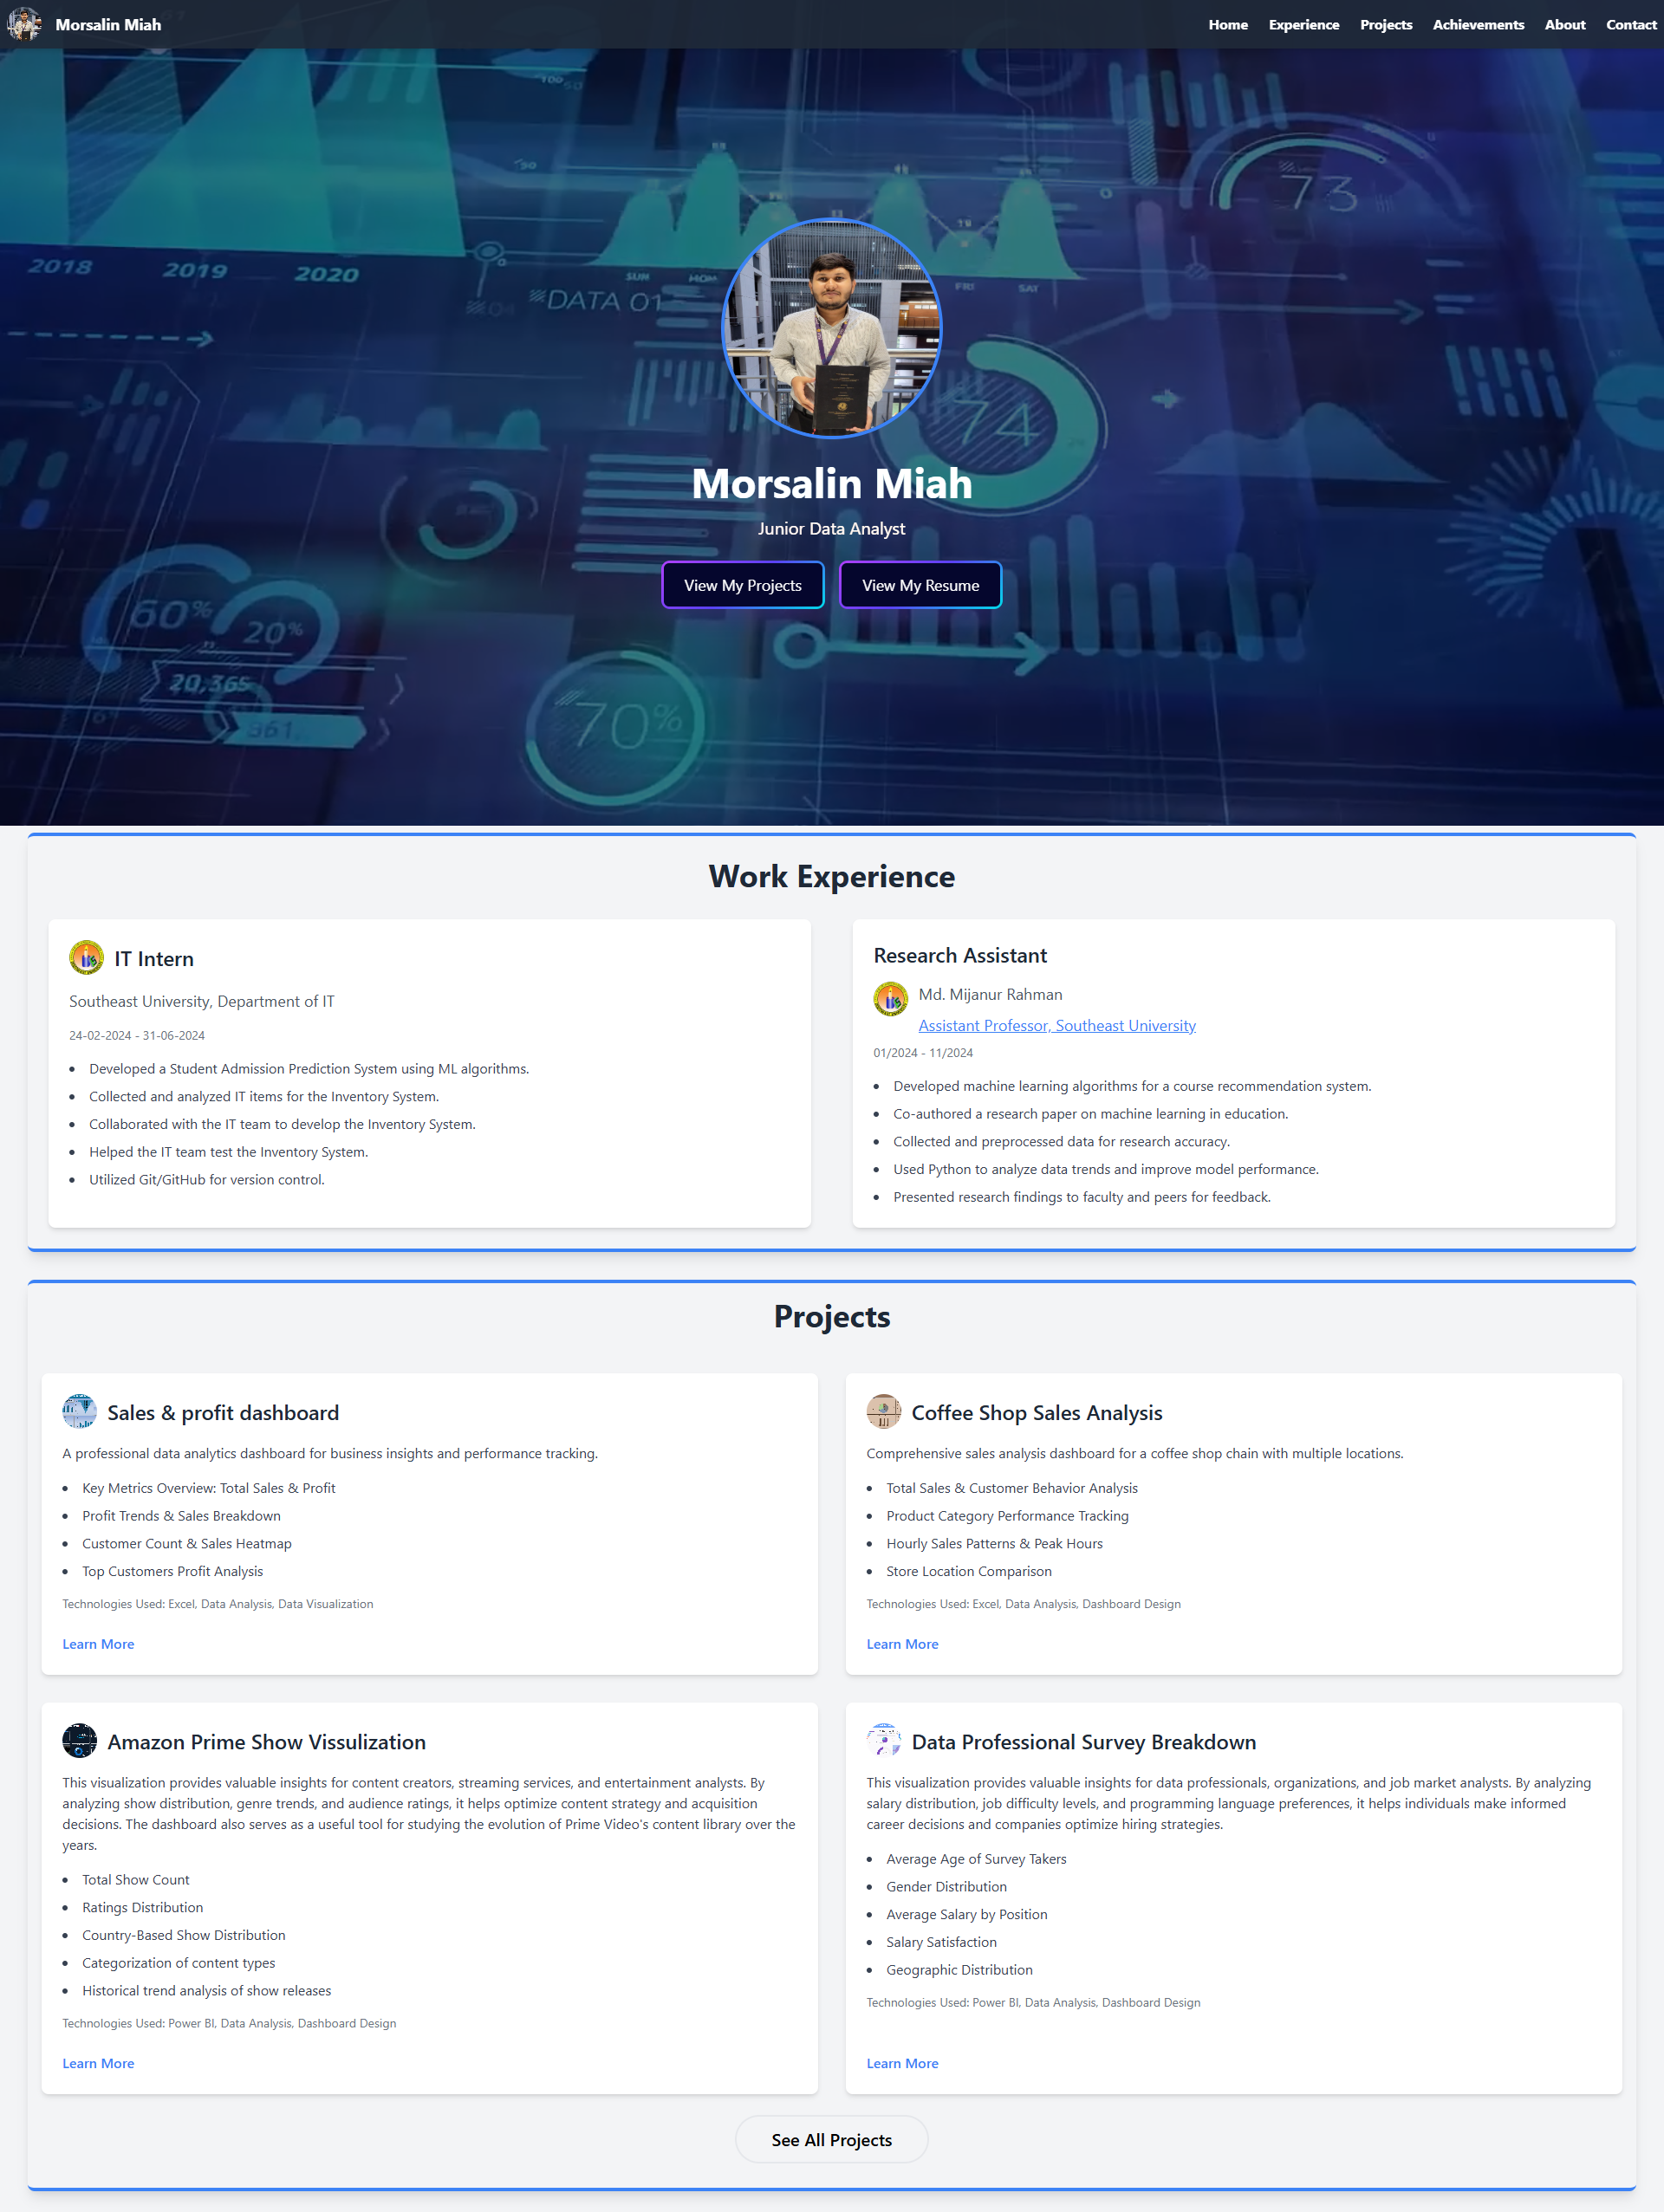 Morsalin Miah
Home Experience Projects Achievements About Contact
2018 2019 2020
SUN
FRI SAT
DATA 01
73
74
60%
20%
20,365
361
70%
Morsalin Miah
Junior Data Analyst
View My Projects View My Resume
Work Experience
IT Intern
Southeast University, Department of IT
24-02-2024 - 31-06-2024
Developed a Student Admission Prediction System using ML algorithms.
Collected and analyzed IT items for the Inventory System.
Collaborated with the IT team to develop the Inventory System.
Helped the IT team test the Inventory System.
Utilized Git/GitHub for version control.
Research Assistant
Md. Mijanur Rahman
Assistant Professor, Southeast University
01/2024 - 11/2024
Developed machine learning algorithms for a course recommendation system.
Co-authored a research paper on machine learning in education.
Collected and preprocessed data for research accuracy.
Used Python to analyze data trends and improve model performance.
Presented research findings to faculty and peers for feedback.
Projects
Sales & profit dashboard
A professional data analytics dashboard for business insights and performance tracking.
Key Metrics Overview: Total Sales & Profit
Profit Trends & Sales Breakdown
Customer Count & Sales Heatmap
Top Customers Profit Analysis
Technologies Used: Excel, Data Analysis, Data Visualization
Learn More
Coffee Shop Sales Analysis
Comprehensive sales analysis dashboard for a coffee shop chain with multiple locations.
Total Sales & Customer Behavior Analysis
Product Category Performance Tracking
Hourly Sales Patterns & Peak Hours
Store Location Comparison
Technologies Used: Excel, Data Analysis, Dashboard Design
Learn More
Amazon Prime Show Vissulization
This visualization provides valuable insights for content creators, streaming services, and entertainment analysts. By
analyzing show distribution, genre trends, and audience ratings, it helps optimize content strategy and acquisition
decisions. The dashboard also serves as a useful tool for studying the evolution of Prime Video's content library over the
years.
Total Show Count
Ratings Distribution
Country-Based Show Distribution
Categorization of content types
Historical trend analysis of show releases
Technologies Used: Power BI, Data Analysis, Dashboard Design
Learn More
Data Professional Survey Breakdown
This visualization provides valuable insights for data professionals, organizations, and job market analysts. By analyzing
salary distribution, job difficulty levels, and programming language preferences, it helps individuals make informed
career decisions and companies optimize hiring strategies.
Average Age of Survey Takers
Gender Distribution
Average Salary by Position
Salary Satisfaction
Geographic Distribution
Technologies Used: Power BI, Data Analysis, Dashboard Design
Learn More
See All Projects